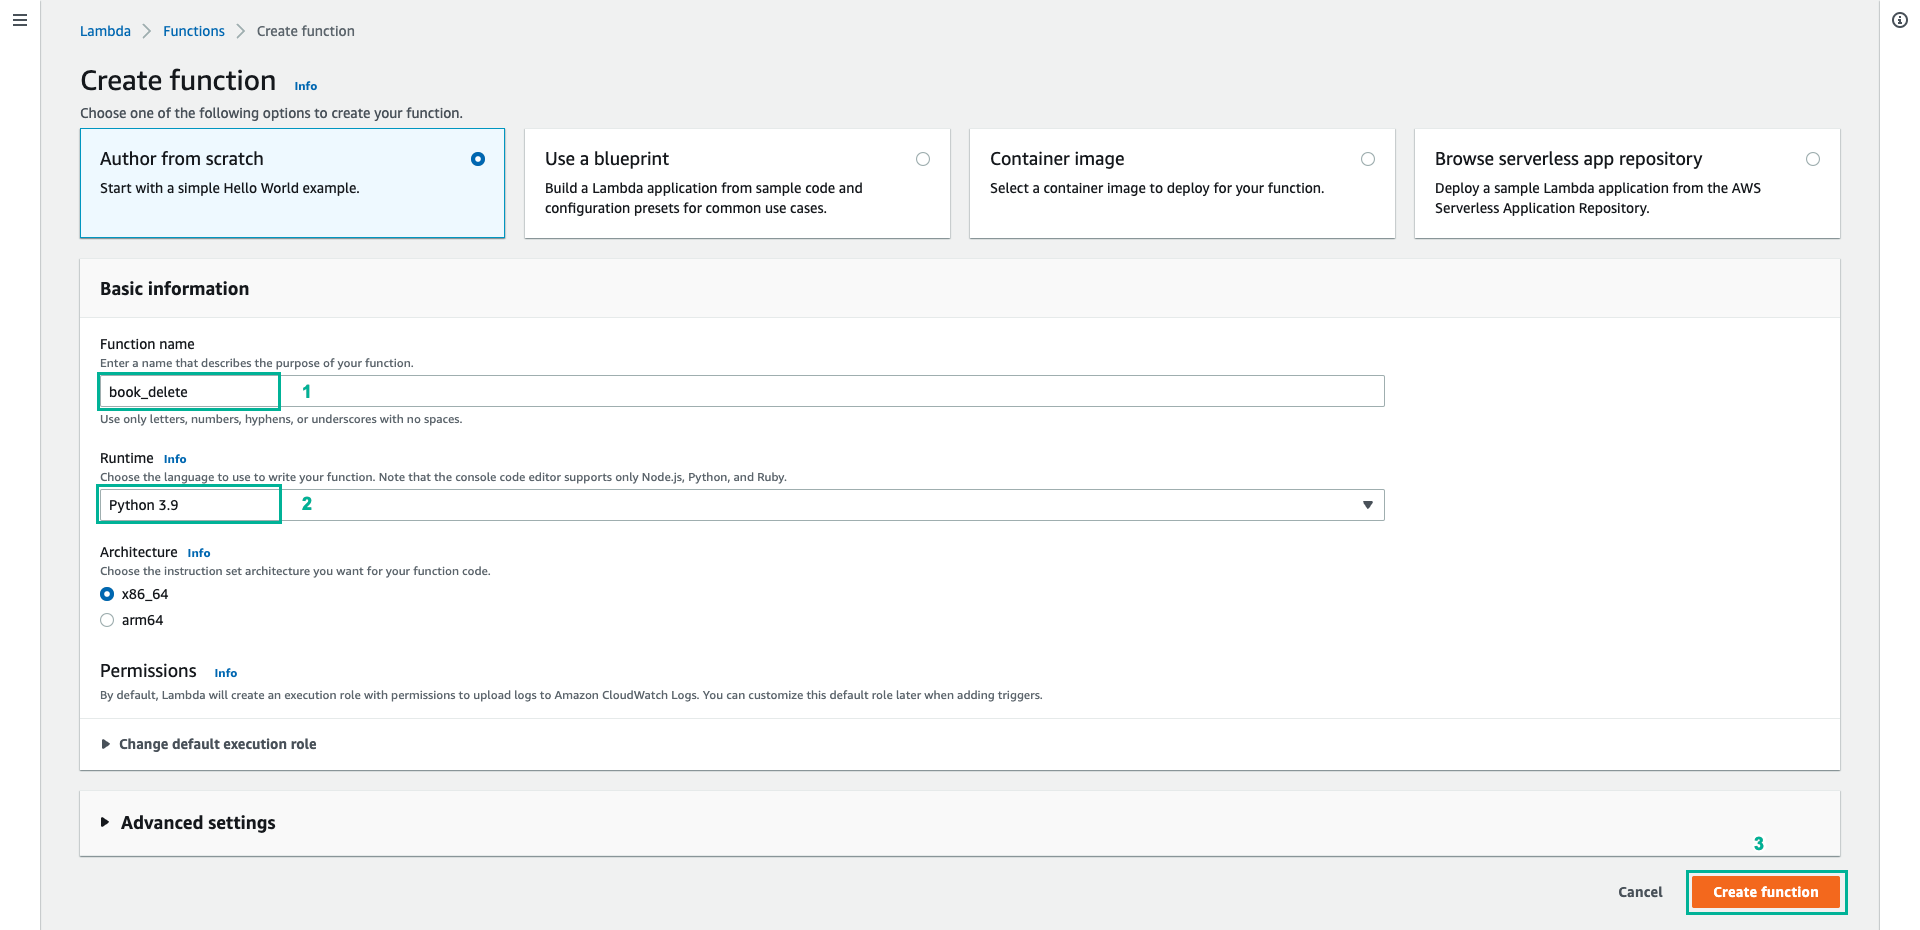 Lambda Functions Create function
Create function Info
Choose one of the following options to create your function.
Author from scratch
Start with a simple Hello World example.
Use a blueprint
Build a Lambda application from sample code and
configuration presets for common use cases.
Container image
Select a container image to deploy for your function.
Browse serverless app repository
Deploy a sample Lambda application from the AWS
Serverless Application Repository.
Basic information
Function name
Enter a name that describes the purpose of your function.
book_delete 1
Use only letters, numbers, hyphens, or underscores with no spaces.
Runtime Info
Choose the language to use to write your function. Note that the console code editor supports only Node.js, Python, and Ruby.
Python 3.9 2
Architecture Info
Choose the instruction set architecture you want for your function code.
x86_64
arm64
Permissions Info
By default, Lambda will create an execution role with permissions to upload logs to Amazon CloudWatch Logs. You can customize this default role later when adding triggers.
Change default execution role
Advanced settings
3
Cancel Create function